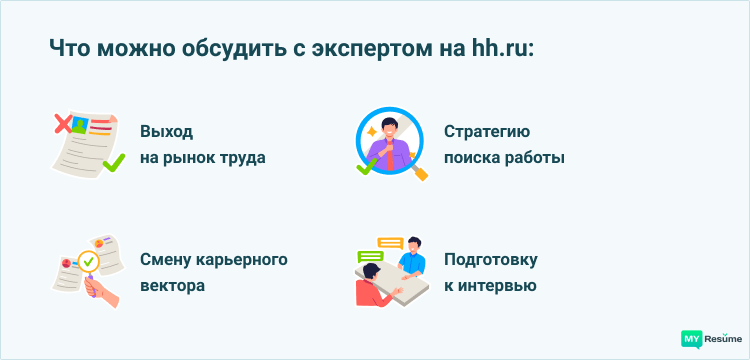 Что можно обсудить с экспертом на hh.ru:
Выход
на рынок труда
Стратегию
поиска работы
Смену карьерного
вектора
Подготовку
к интервью
MY Resume